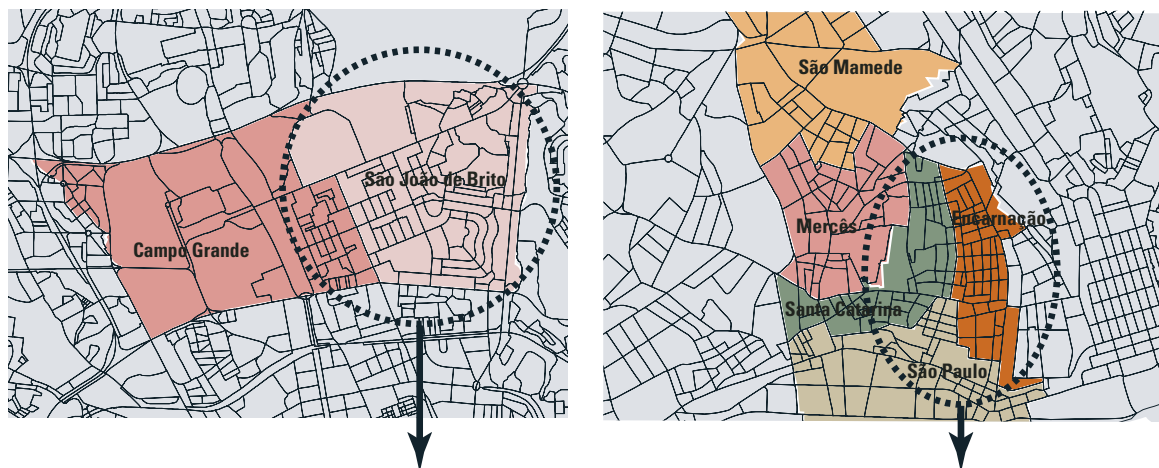 São João de Brito
Campo Grande
São Mamede
Mercês
Encarnação
Santa Catarina
São Paulo